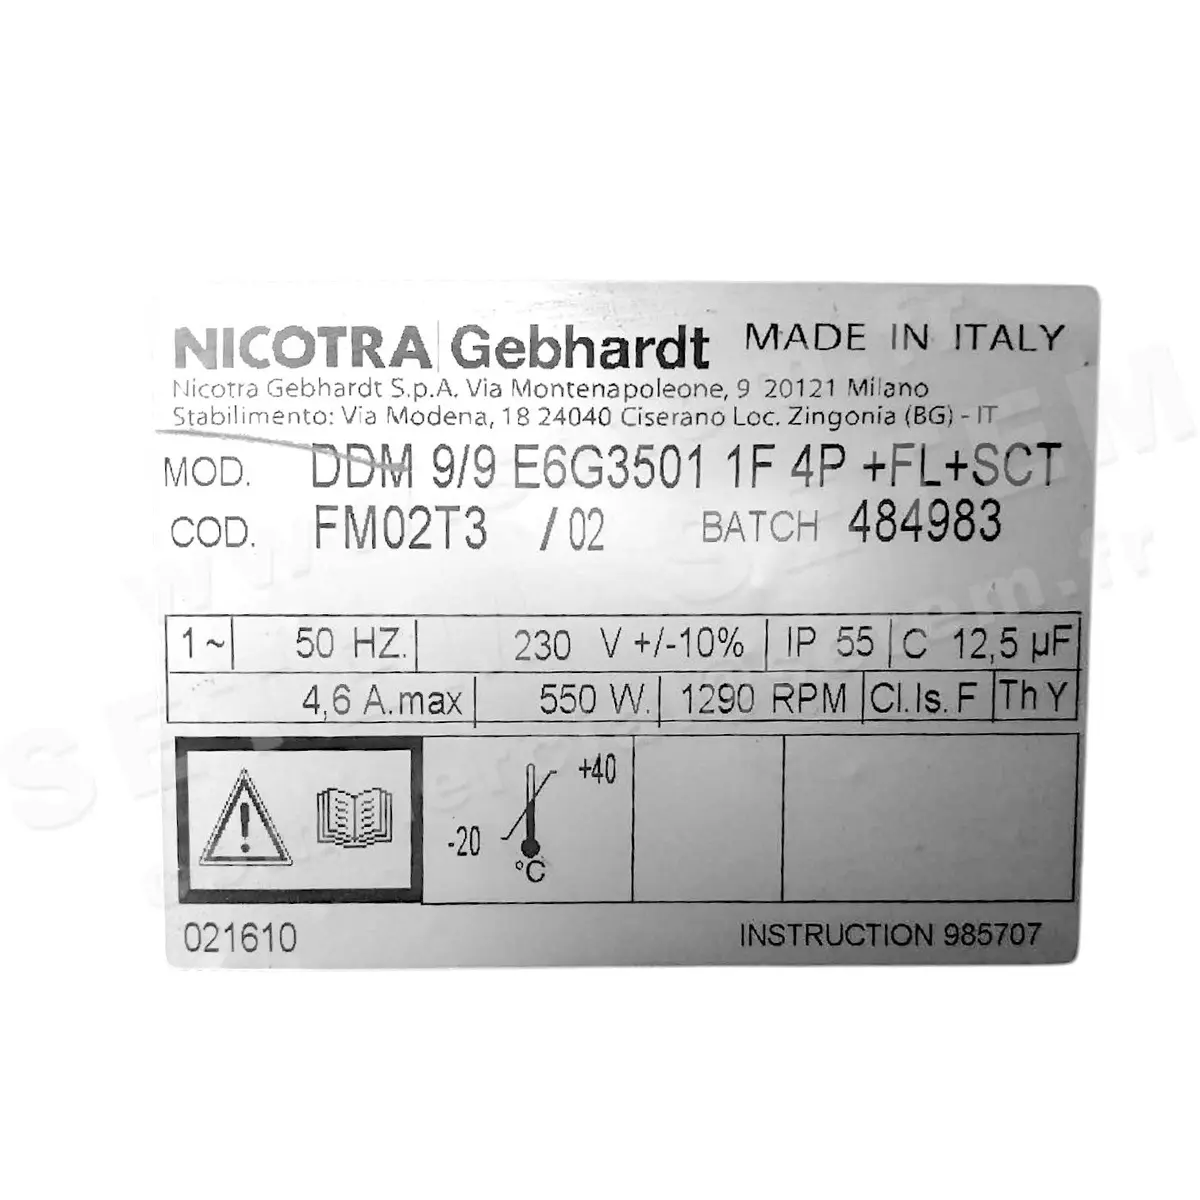 NICOTRA Gebhardt MADE IN ITALY
Nicotra Gebhardt S.p.A. Via Montenapoleone, 9 20121 Milano
Stabilimento: Via Modena, 18 24040 Ciserano Loc. Zingonia (BG) - IT
MOD. DDM 9/9 E6G3501 1F 4P +FL+SCT
COD. FM02T3 /02 BATCH 484983
1~ 50 HZ. 230 V +/-10% IP 55 C 12,5 µF
4,6 A.max 550 W. 1290 RPM Cl.Is. F Th Y
+40
-20
°C
021610 INSTRUCTION 985707